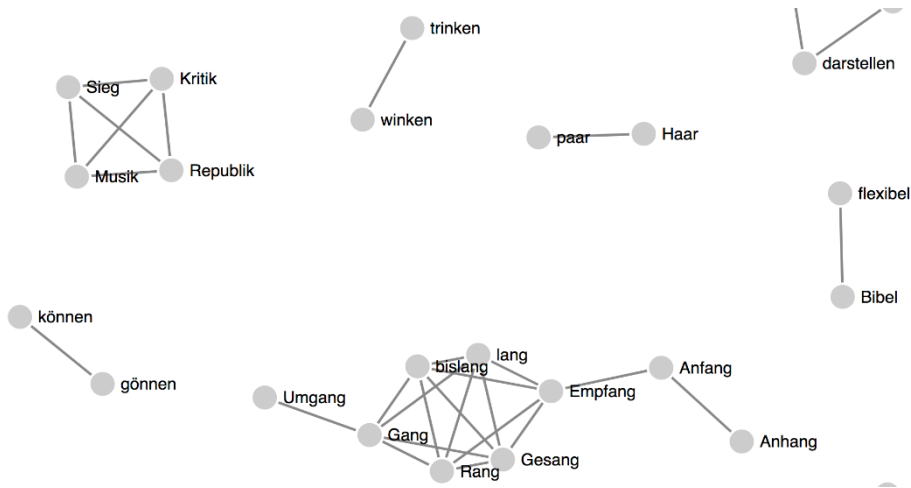 trinken
darstellen
Sieg
Kritik
winken
paar
Haar
Musik
Republik
flexibel
Bibel
können
gönnen
bislang
lang
Umgang
Empfang
Anfang
Gang
Anhang
Rang
Gesang